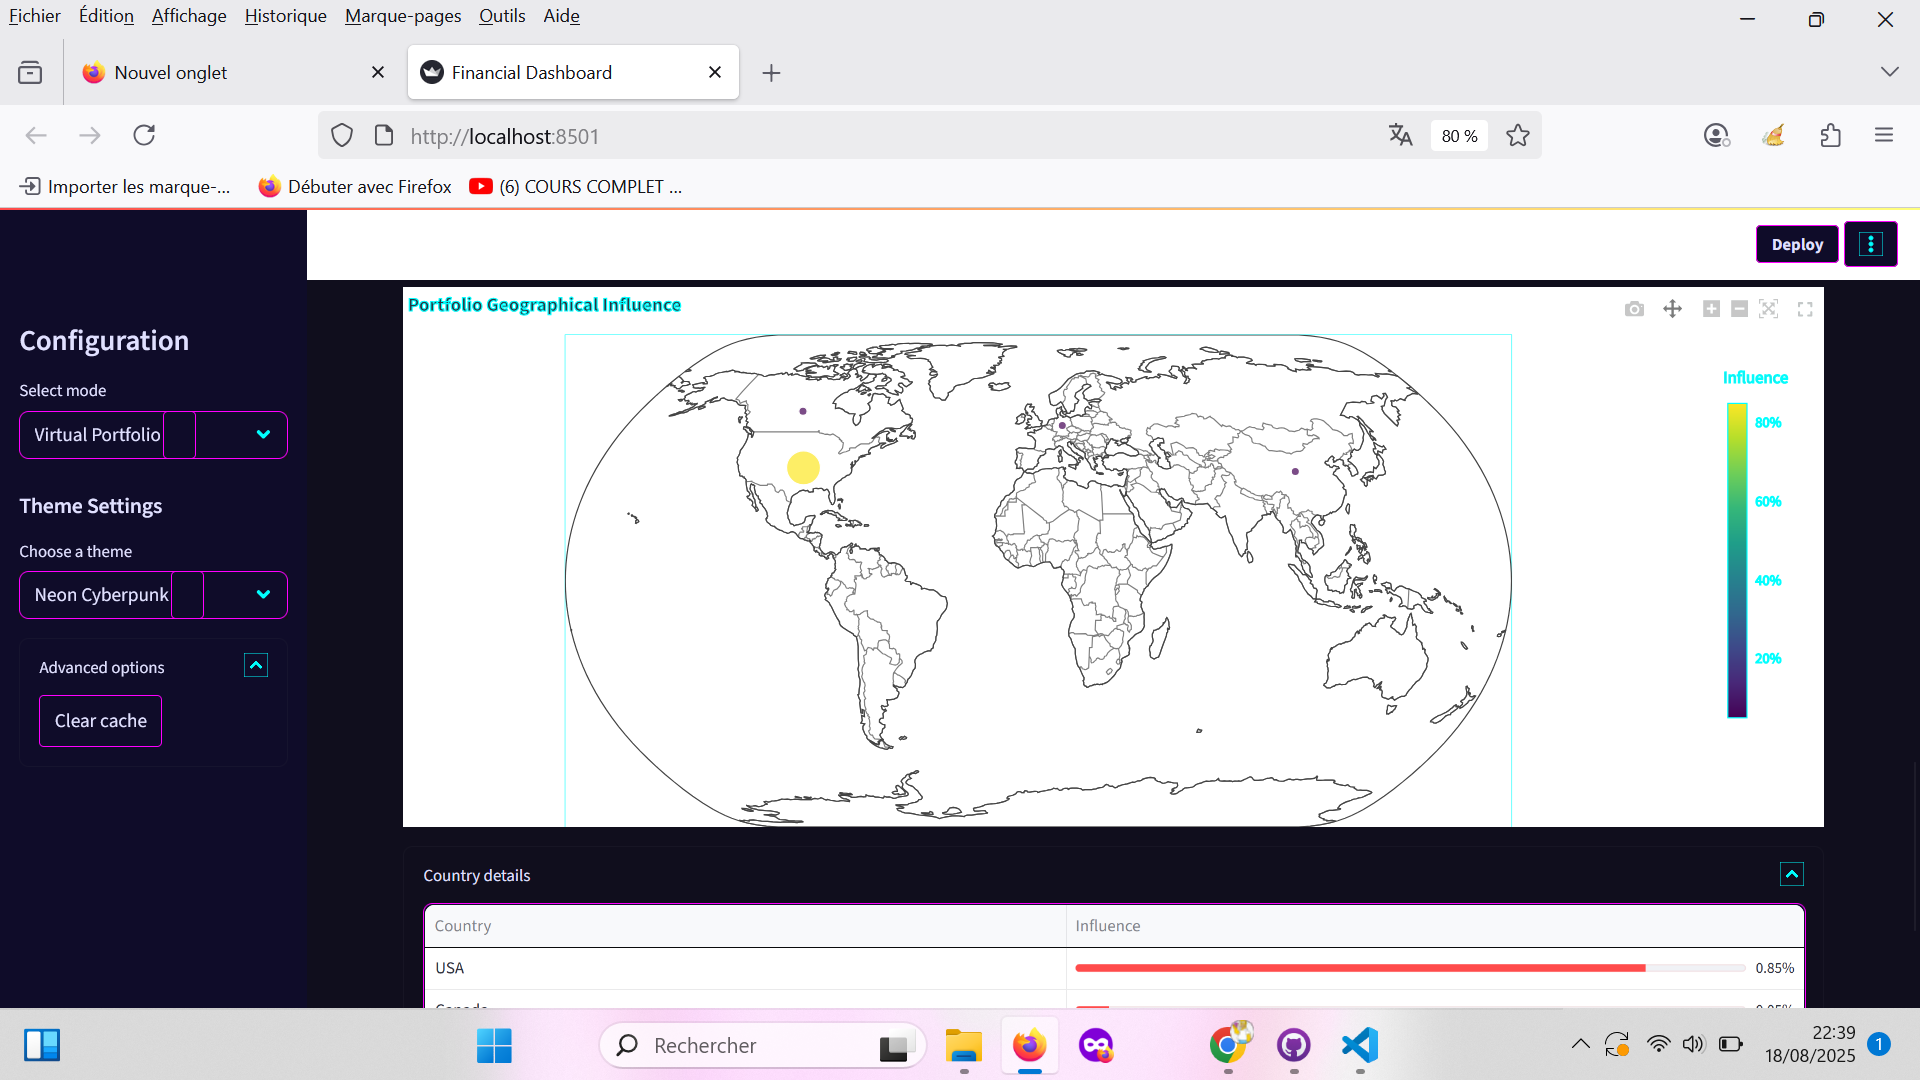 Fichier Édition Affichage Historique Marque-pages Outils Aide
Nouvel onglet
Financial Dashboard
http://localhost:8501
80 %
Importer les marque-...
Débuter avec Firefox
(6) COURS COMPLET ...
Deploy
Configuration
Select mode
Virtual Portfolio
Theme Settings
Choose a theme
Neon Cyberpunk
Advanced options
Clear cache
Portfolio Geographical Influence
Influence
80%
60%
40%
20%
Country details
Country Influence
USA 0.85%
Rechercher
22:39
18/08/2025
1